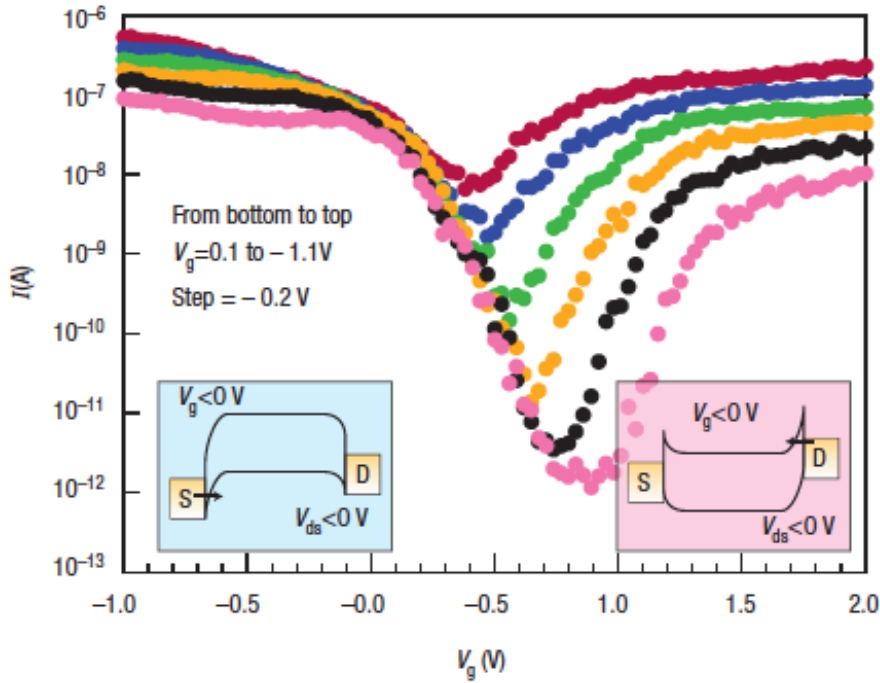 10⁻⁶
10⁻⁷
10⁻⁸
10⁻⁹
10⁻¹⁰
10⁻¹¹
10⁻¹²
10⁻¹³
I(A)
From bottom to top
Vg=0.1 to – 1.1V
Step = – 0.2 V
Vg<0 V
S
D
Vds<0 V
Vg<0 V
S
D
Vds<0 V
–1.0 –0.5 –0.0 –0.5 1.0 1.5 2.0
Vg (V)